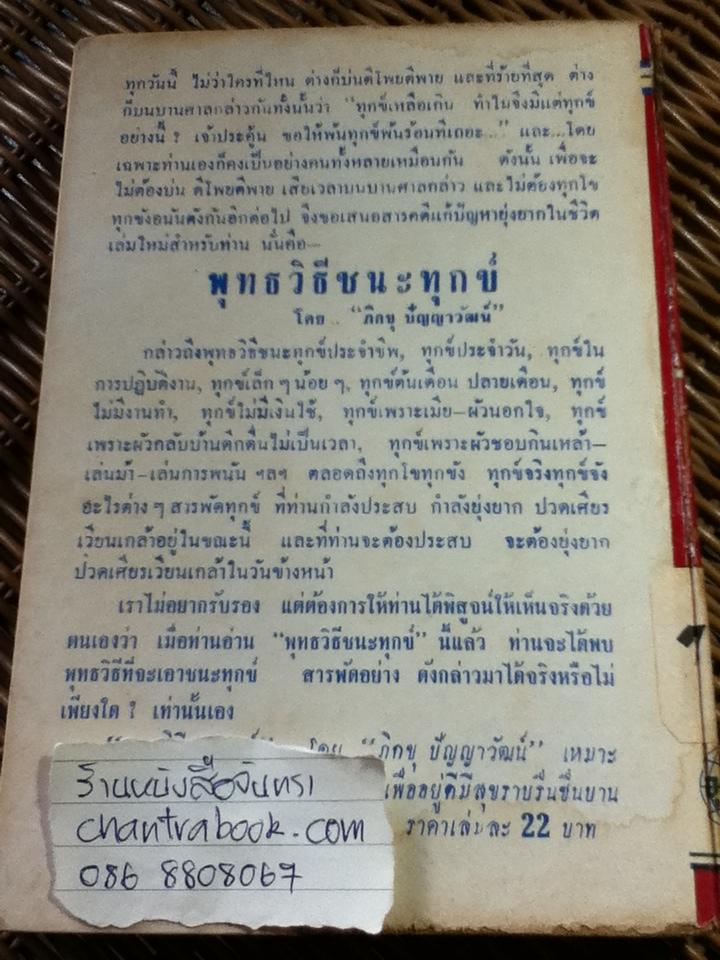 ทุกวันนี้ ไม่ว่าใครที่ไหน ต่างก็บ่นตีโพยตีพาย และที่ร้ายที่สุด ต่าง
ก็บนบานศาลกล่าวกันทั้งนั้นว่า “ทุกข์เหลือเกิน ทำไมจึงมีแต่ทุกข์
อย่างนี้ ? เจ้าประคุ้น ขอให้พ้นทุกข์พ้นร้อนทีเถอะ...” และ...โดย
เฉพาะท่านเองก็คงเป็นอย่างคนทั้งหลายเหมือนกัน ดังนั้น เพื่อจะ
ไม่ต้องบ่น ตีโพยตีพาย เสียเวลาบนบานศาลกล่าว และไม่ต้องทุกโข
ทุกขังอนันตังกันอีกต่อไป จึงขอเสนอสารคดีแก้ปัญหายุ่งยากในชีวิต
เล่มใหม่สำหรับท่าน นั่นคือ—
พุทธวิธีชนะทุกข์
โดย .. “ภิกขุ ปัญญาวัฒน์”
กล่าวถึงพุทธวิธีชนะทุกข์ประจำชีพ, ทุกข์ประจำวัน, ทุกข์ใน
การปฏิบัติงาน, ทุกข์เล็ก ๆ น้อย ๆ, ทุกข์ต้นเดือน ปลายเดือน, ทุกข์
ไม่มีงานทำ, ทุกข์ไม่มีเงินใช้, ทุกข์เพราะเมีย—ผัวนอกใจ, ทุกข์
เพราะผัวกลับบ้านดึกดื่นไม่เป็นเวลา, ทุกข์เพราะผัวชอบกินเหล้า—
เล่นม้า—เล่นการพนัน ฯลฯ ตลอดถึงทุกโขทุกขัง ทุกข์จริงทุกข์จัง
อะไรต่าง ๆ สารพัดทุกข์ ที่ท่านกำลังประสบ กำลังยุ่งยาก ปวดเศียร
เวียนเกล้าอยู่ในขณะนี้ และที่ท่านจะต้องประสบ จะต้องยุ่งยาก
ปวดเศียรเวียนเกล้าในวันข้างหน้า
เราไม่อยากรับรอง แต่ต้องการให้ท่านได้พิสูจน์ให้เห็นจริงด้วย
ตนเองว่า เมื่อท่านอ่าน “พุทธวิธีชนะทุกข์” นี้แล้ว ท่านจะได้พบ
พุทธวิธีที่จะเอาชนะทุกข์ สารพัดอย่าง ดังกล่าวมาได้จริงหรือไม่
เพียงใด ? เท่านั้นเอง
โดย “ภิกขุ ปัญญาวัฒน์” เหมาะ
เพื่ออยู่ดีมีสุขราบรื่นชื่นบาน
ราคาเล่มละ 22 บาท
ร้านหนังสือจันทรา
chantrabook.com
086 8808067